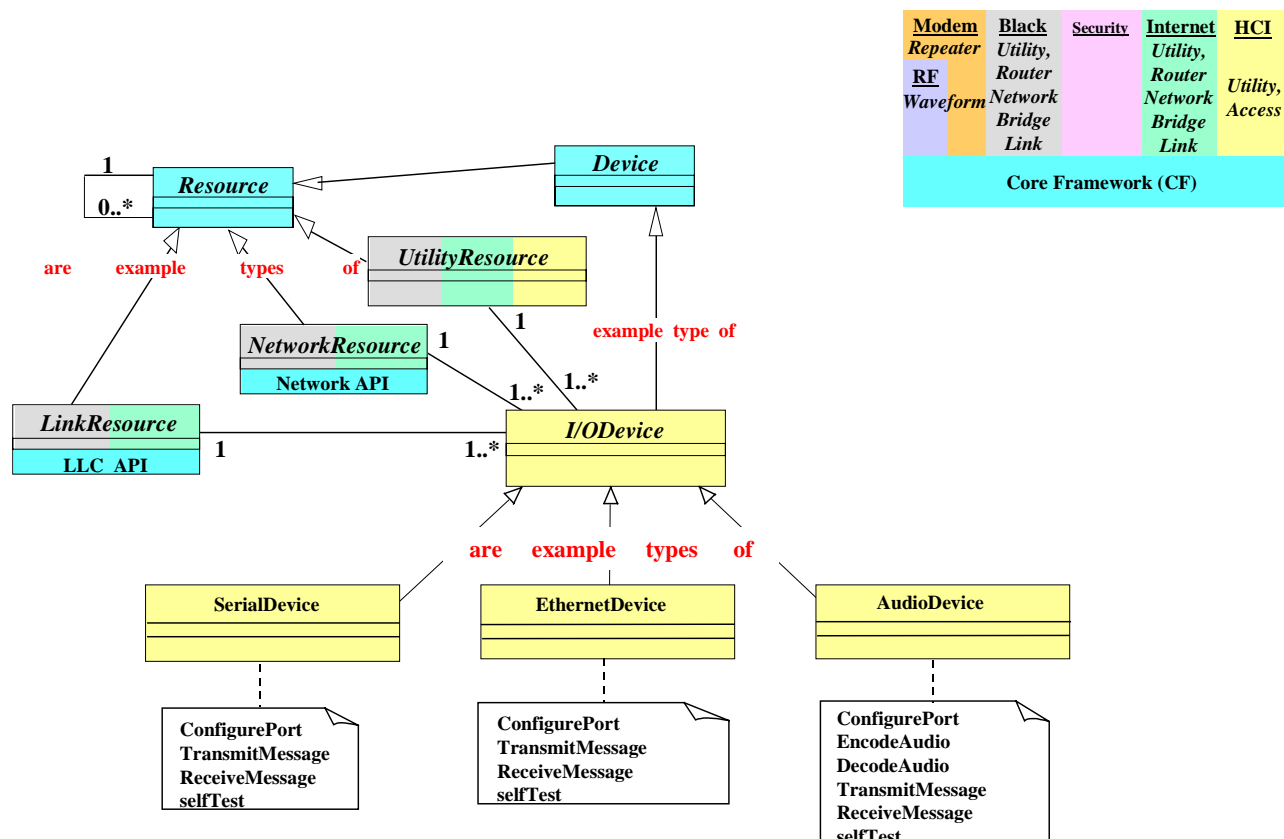 Modem
Repeater
RF
Waveform
Black
Utility,
Router
Network
Bridge
Link
Security
Internet
Utility,
Router
Network
Bridge
Link
HCI
Utility,
Access
Core Framework (CF)
1
0..*
Resource
Device
are example types of
UtilityResource
1
1..*
example type of
NetworkResource
Network API
1
1..*
LinkResource
LLC API
1
1..*
I/ODevice
are example types of
SerialDevice
EthernetDevice
AudioDevice
ConfigurePort
TransmitMessage
ReceiveMessage
selfTest
ConfigurePort
TransmitMessage
ReceiveMessage
selfTest
ConfigurePort
EncodeAudio
DecodeAudio
TransmitMessage
ReceiveMessage
selfTest